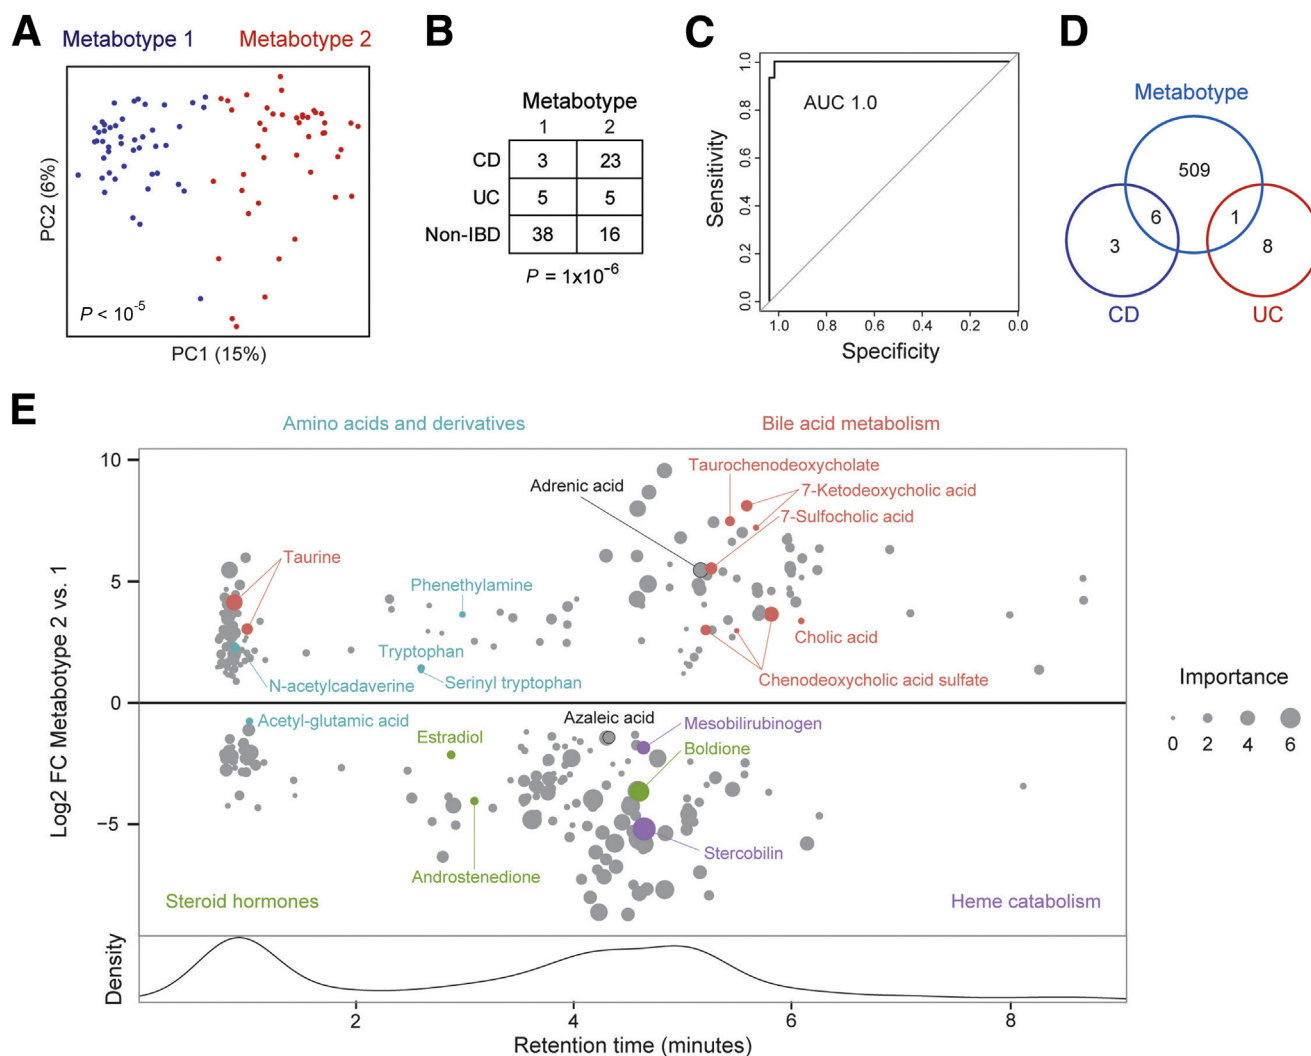 A
Metabotype 1
Metabotype 2
PC2 (6%)
P < 10⁻⁵
PC1 (15%)
B
Metabotype
1 2
CD 3 23
UC 5 5
Non-IBD 38 16
P = 1x10⁻⁶
C
Sensitivity
1.0
0.8
0.6
0.4
0.2
0.0
AUC 1.0
1.0 0.8 0.6 0.4 0.2 0.0
Specificity
D
Metabotype
509
6
1
3
8
CD
UC
E
Amino acids and derivatives
Bile acid metabolism
Log2 FC Metabotype 2 vs. 1
10
5
0
−5
Taurochenodeoxycholate
Adrenic acid
7-Ketodeoxycholic acid
7-Sulfocholic acid
Taurine
Phenethylamine
Cholic acid
Tryptophan
N-acetylcadaverine
Serinyl tryptophan
Chenodeoxycholic acid sulfate
Acetyl-glutamic acid
Azaleic acid
Mesobilirubinogen
Estradiol
Boldione
Stercobilin
Androstenedione
Steroid hormones
Heme catabolism
Importance
0 2 4 6
Density
2 4 6 8
Retention time (minutes)